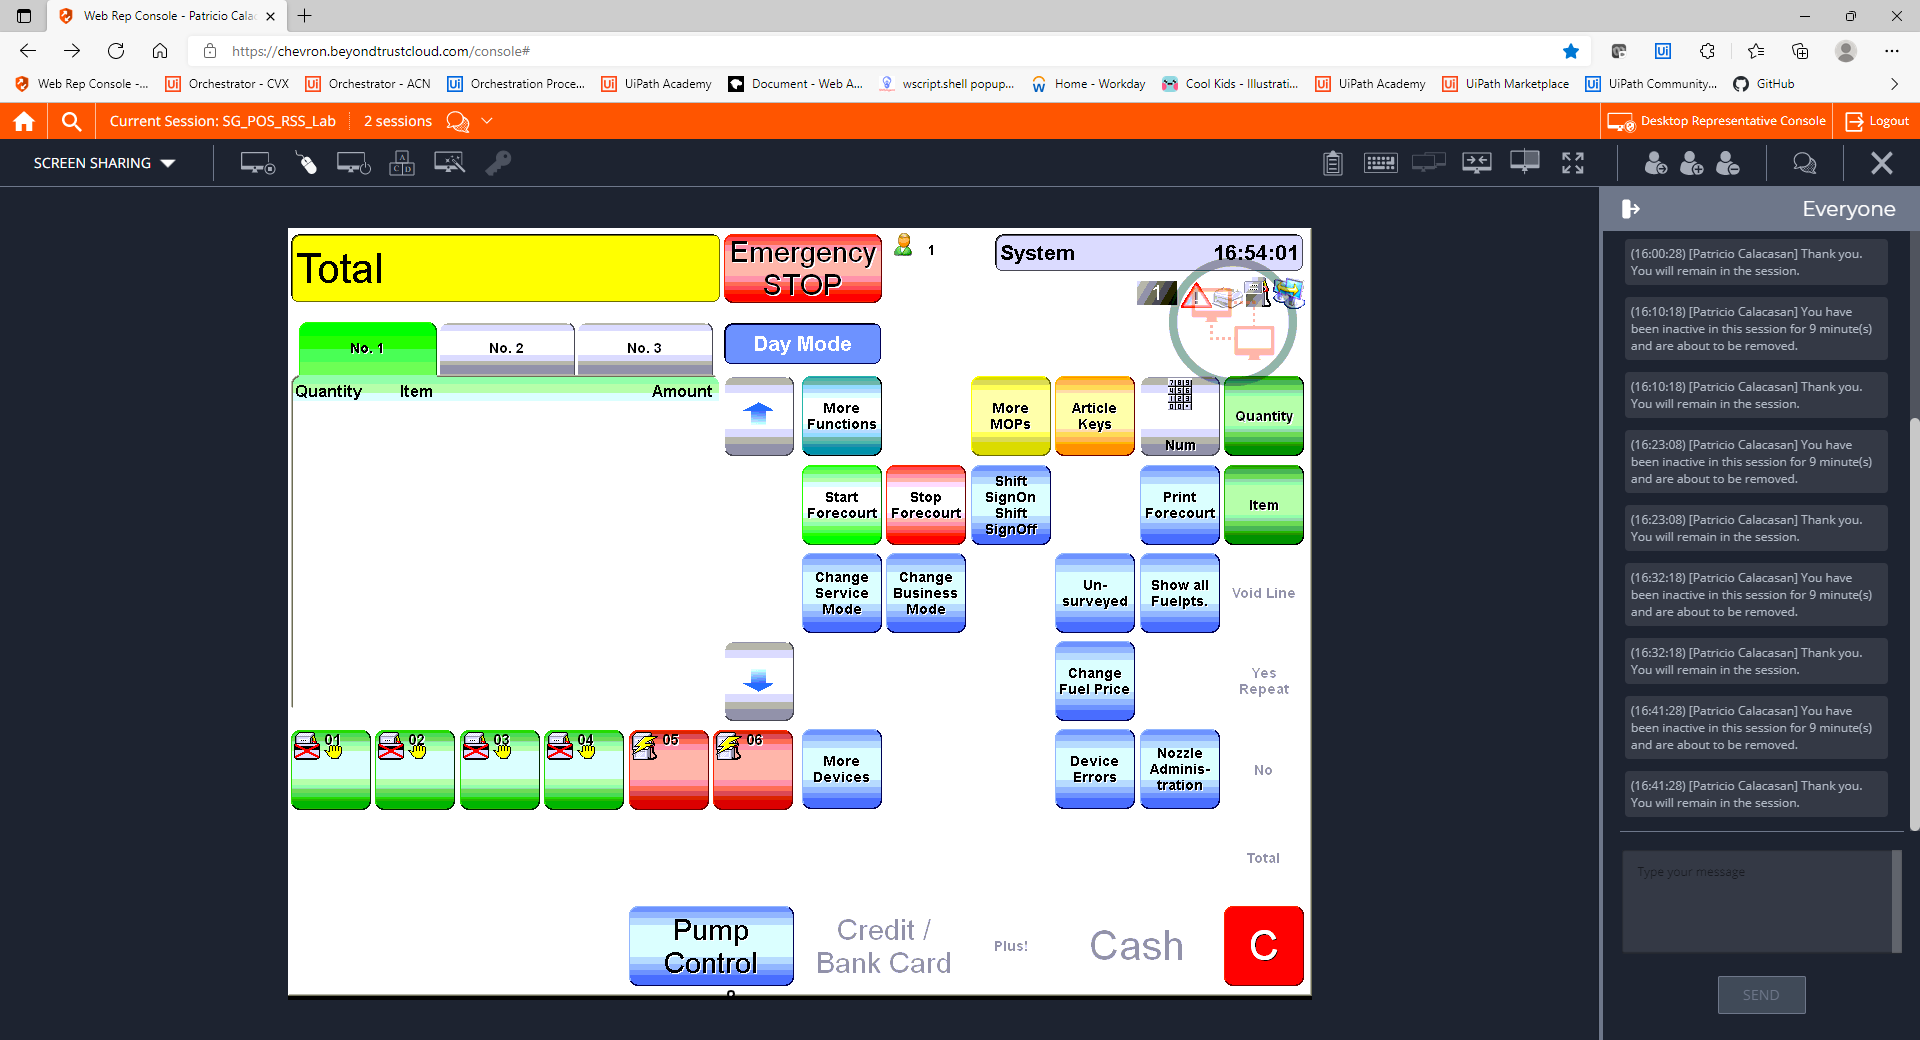 Web Rep Console - Patricio Cala
https://chevron.beyondtrustcloud.com/console#
Web Rep Console -...
Orchestrator - CVX
Orchestrator - ACN
Orchestration Proce...
UiPath Academy
Document - Web A...
wscript.shell popup...
Home - Workday
Cool Kids - Illustrati...
UiPath Academy
UiPath Marketplace
UiPath Community...
GitHub
Current Session: SG_POS_RSS_Lab
2 sessions
Desktop Representative Console
Logout
SCREEN SHARING
Everyone
Total
Emergency
STOP
1
System 16:54:01
1
No. 1
No. 2
No. 3
Day Mode
Quantity Item Amount
More
Functions
More
MOPs
Article
Keys
Num
Quantity
Start
Forecourt
Stop
Forecourt
Shift
SignOn
Shift
SignOff
Print
Forecourt
Item
Change
Service
Mode
Change
Business
Mode
Un-
surveyed
Show all
Fuelpts.
Void Line
Change
Fuel Price
Yes
Repeat
01
02
03
04
05
06
More
Devices
Device
Errors
Nozzle
Adminis-
tration
No
Total
Pump
Control
Credit /
Bank Card
Plus!
Cash
C
(16:00:28) [Patricio Calacasan] Thank you.
You will remain in the session.
(16:10:18) [Patricio Calacasan] You have
been inactive in this session for 9 minute(s)
and are about to be removed.
(16:10:18) [Patricio Calacasan] Thank you.
You will remain in the session.
(16:23:08) [Patricio Calacasan] You have
been inactive in this session for 9 minute(s)
and are about to be removed.
(16:23:08) [Patricio Calacasan] Thank you.
You will remain in the session.
(16:32:18) [Patricio Calacasan] You have
been inactive in this session for 9 minute(s)
and are about to be removed.
(16:32:18) [Patricio Calacasan] Thank you.
You will remain in the session.
(16:41:28) [Patricio Calacasan] You have
been inactive in this session for 9 minute(s)
and are about to be removed.
(16:41:28) [Patricio Calacasan] Thank you.
You will remain in the session.
Type your message
SEND